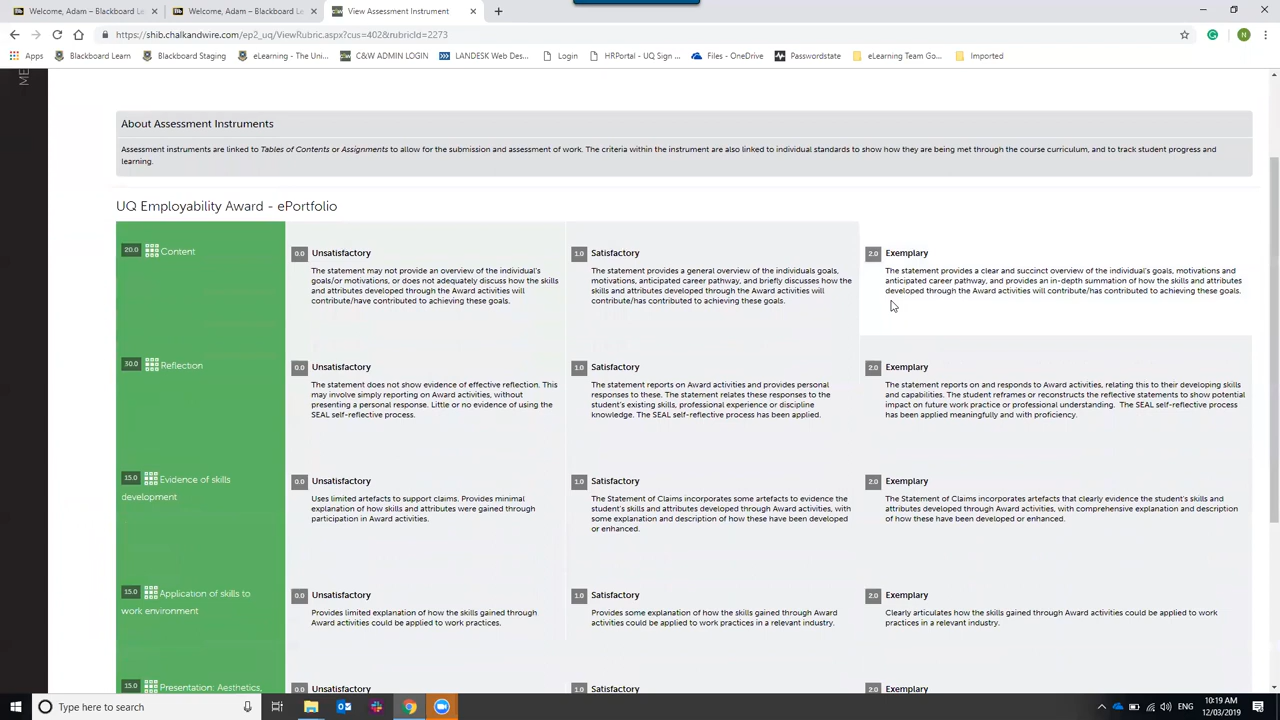 Welcome, Adam – Blackboard Le
Welcome, Adam – Blackboard Le
View Assessment Instrument
https://shib.chalkandwire.com/ep2_uq/ViewRubric.aspx?cus=402&rubricId=2273
Apps
Blackboard Learn
Blackboard Staging
eLearning - The Uni...
C&W ADMIN LOGIN
LANDESK Web Des...
Login
HRPortal - UQ Sign ...
Files - OneDrive
Passwordstate
eLearning Team Go...
Imported
ME
About Assessment Instruments
Assessment instruments are linked to Tables of Contents or Assignments to allow for the submission and assessment of work. The criteria within the instrument are also linked to individual standards to show how they are being met through the course curriculum, and to track student progress and
learning.
UQ Employability Award - ePortfolio
20.0 Content
0.0 Unsatisfactory
The statement may not provide an overview of the individual's
goals/or motivations, or does not adequately discuss how the skills
and attributes developed through the Award activities will
contribute/have contributed to achieving these goals.
1.0 Satisfactory
The statement provides a general overview of the individuals goals,
motivations, anticipated career pathway, and briefly discusses how the
skills and attributes developed through the Award activities will
contribute/has contributed to achieving these goals.
2.0 Exemplary
The statement provides a clear and succinct overview of the individual's goals, motivations and
anticipated career pathway, and provides an in-depth summation of how the skills and attributes
developed through the Award activities will contribute/has contributed to achieving these goals.
30.0 Reflection
0.0 Unsatisfactory
The statement does not show evidence of effective reflection. This
may involve simply reporting on Award activities, without
presenting a personal response. Little or no evidence of using the
SEAL self-reflective process.
1.0 Satisfactory
The statement reports on Award activities and provides personal
responses to these. The statement relates these responses to the
student's existing skills, professional experience or discipline
knowledge. The SEAL self-reflective process has been applied.
2.0 Exemplary
The statement reports on and responds to Award activities, relating this to their developing skills
and capabilities. The student reframes or reconstructs the reflective statements to show potential
impact on future work practice or professional understanding. The SEAL self-reflective process
has been applied meaningfully and with proficiency.
15.0 Evidence of skills
development
0.0 Unsatisfactory
Uses limited artefacts to support claims. Provides minimal
explanation of how skills and attributes were gained through
participation in Award activities.
1.0 Satisfactory
The Statement of Claims incorporates some artefacts to evidence the
student's skills and attributes developed through Award activities, with
some explanation and description of how these have been developed
or enhanced.
2.0 Exemplary
The Statement of Claims incorporates artefacts that clearly evidence the student's skills and
attributes developed through Award activities, with comprehensive explanation and description
of how these have been developed or enhanced.
15.0 Application of skills to
work environment
0.0 Unsatisfactory
Provides limited explanation of how the skills gained through
Award activities could be applied to work practices.
1.0 Satisfactory
Provides some explanation of how the skills gained through Award
activities could be applied to work practices in a relevant industry.
2.0 Exemplary
Clearly articulates how the skills gained through Award activities could be applied to work
practices in a relevant industry.
15.0 Presentation: Aesthetics,
0.0 Unsatisfactory
1.0 Satisfactory
2.0 Exemplary
Type here to search
ENG
10:19 AM
12/03/2019